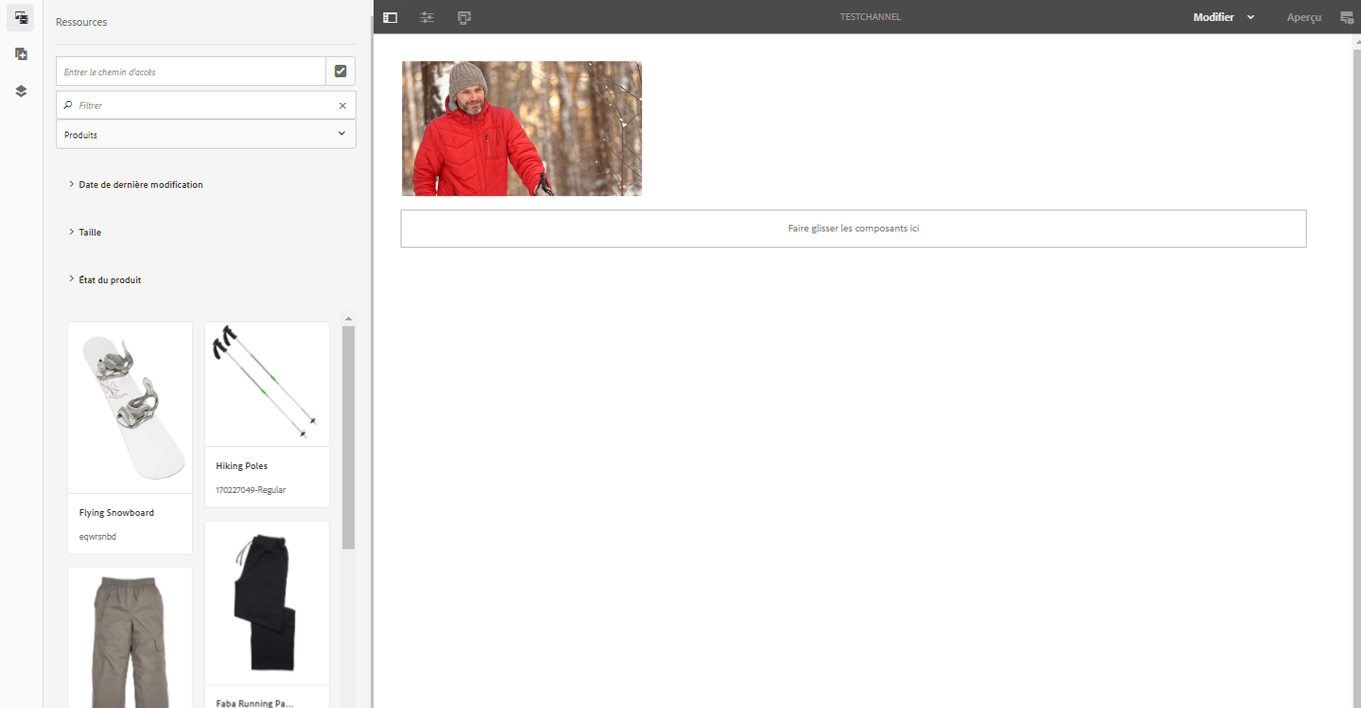 Ressources
TESTCHANNEL
Modifier
Aperçu
Entrer le chemin d'accès
Filtrer
Produits
Date de dernière modification
Taille
État du produit
Flying Snowboard
eqwrsnbd
Hiking Poles
170227049-Regular
Faba Running Pa...
Faire glisser les composants ici